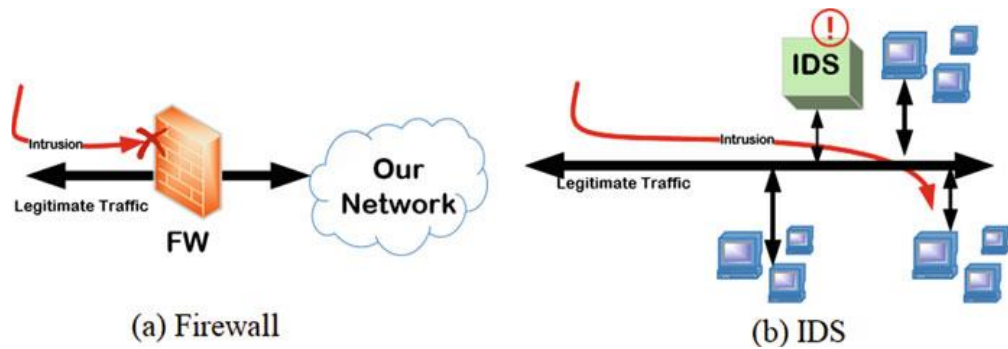 Intrusion
Legitimate Traffic
FW
Our
Network
(a) Firewall
!
IDS
Intrusion
Legitimate Traffic
(b) IDS